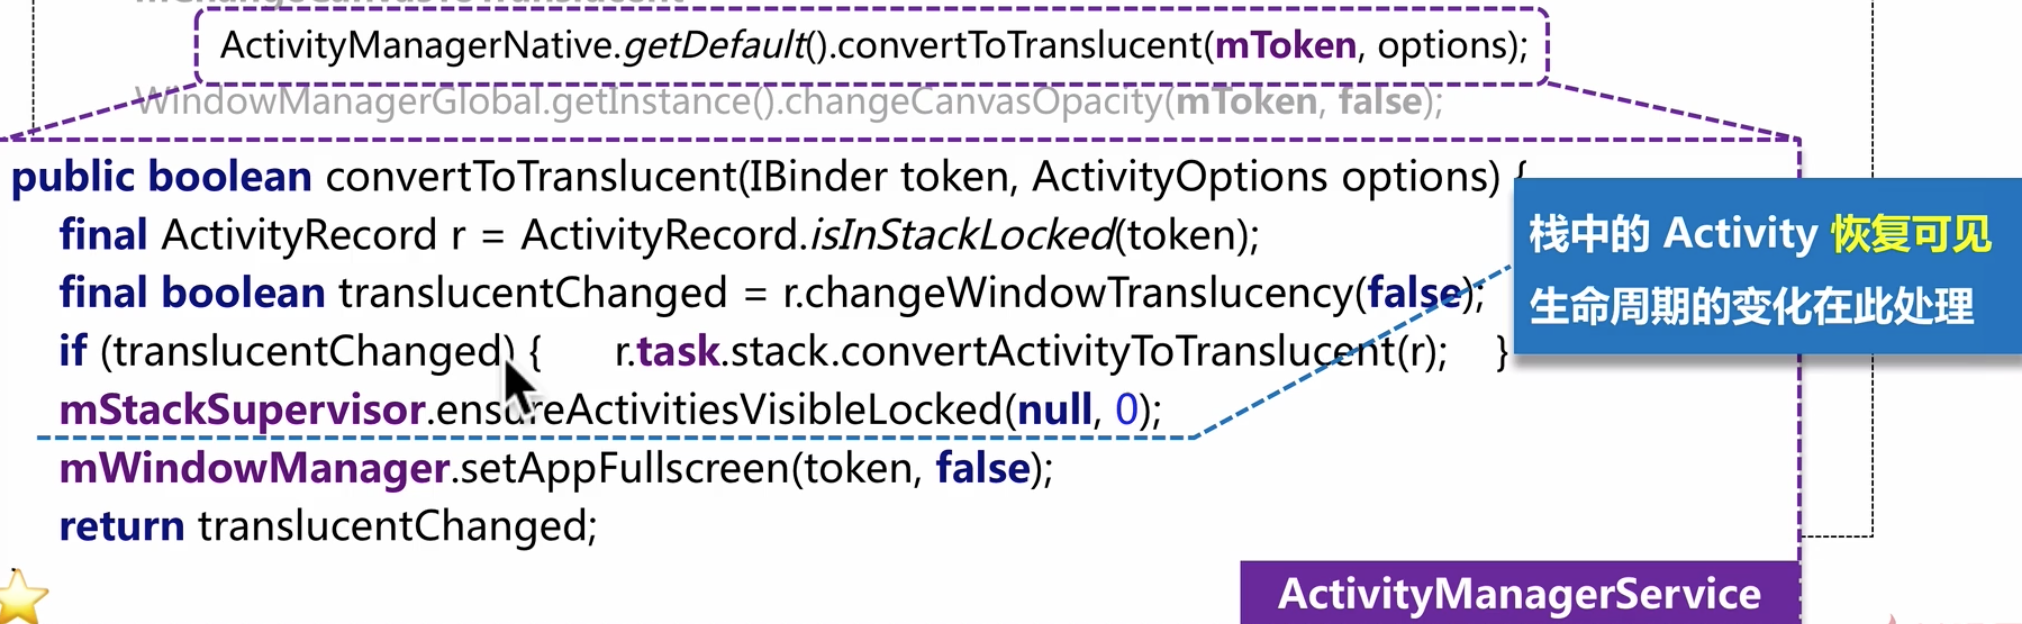 ActivityManagerNative.getDefault().convertToTranslucent(mToken, options);
WindowManagerGlobal.getInstance().changeCanvasOpacity(mToken, false);
public boolean convertToTranslucent(IBinder token, ActivityOptions options) {
final ActivityRecord r = ActivityRecord.isInStackLocked(token);
final boolean translucentChanged = r.changeWindowTranslucency(false);
if (translucentChanged) { r.task.stack.convertActivityToTranslucent(r); }
mStackSupervisor.ensureActivitiesVisibleLocked(null, 0);
mWindowManager.setAppFullscreen(token, false);
return translucentChanged;
栈中的 Activity 恢复可见
生命周期的变化在此处理
ActivityManagerService